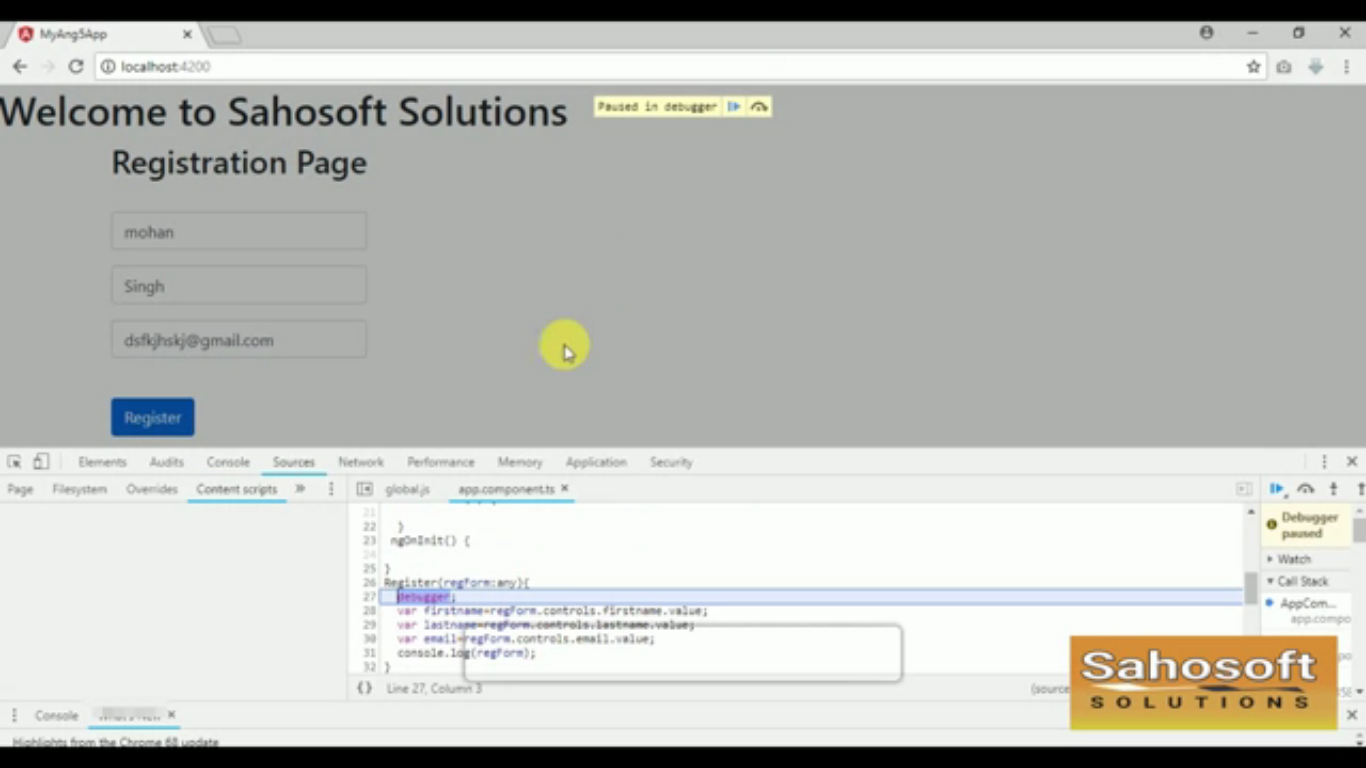 MyAng5App
localhost:4200
Welcome to Sahosoft Solutions
Paused in debugger
Registration Page
mohan
Singh
dsfkjhskj@gmail.com
Register
Elements Audits Console Sources Network Performance Memory Application Security
Page Filesystem Overrides Content scripts » global.js app.component.ts
21
22 }
23 ngOnInit() {
24
25 }
26 Register(regForm:any){
27 debugger;
28 var firstname=regForm.controls.firstname.value;
29 var lastname=regForm.controls.lastname.value;
30 var email=regForm.controls.email.value;
31 console.log(regForm);
32 }
{} Line 27, Column 3
(source
Debugger
paused
Watch
Call Stack
AppCom...
app.compo
Sahosoft
SOLUTIONS
Console
Highlights from the Chrome 68 update